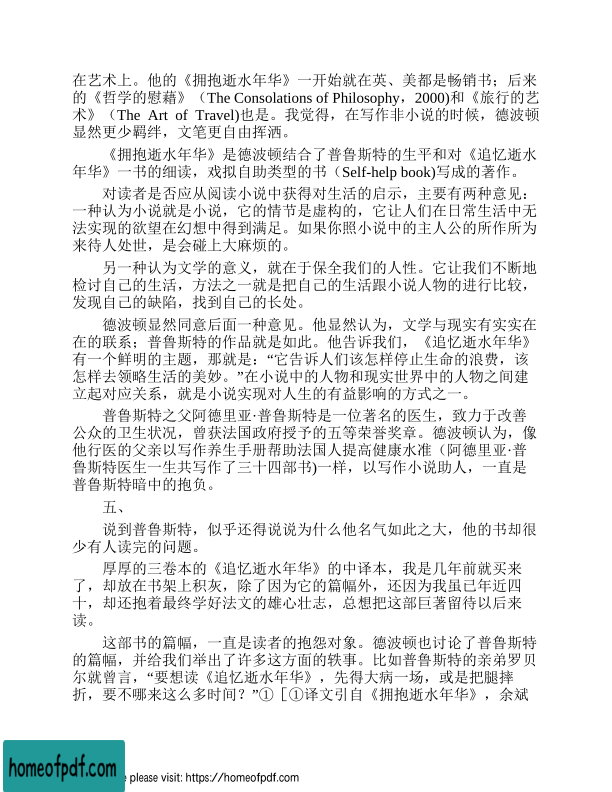 在艺术上。他的《拥抱逝水年华》一开始就在英、美都是畅销书；后来
的《哲学的慰藉》（The Consolations of Philosophy，2000)和《旅行的艺
术》（The Art of Travel)也是。我觉得，在写作非小说的时候，德波顿
显然更少羁绊，文笔更自由挥洒。
《拥抱逝水年华》是德波顿结合了普鲁斯特的生平和对《追忆逝水
年华》一书的细读，戏拟自助类型的书（Self-help book)写成的著作。
对读者是否应从阅读小说中获得对生活的启示，主要有两种意见：
一种认为小说就是小说，它的情节是虚构的，它让人们在日常生活中无
法实现的欲望在幻想中得到满足。如果你照小说中的主人公的所作所为
来待人处世，是会碰上大麻烦的。
另一种认为文学的意义，就在于保全我们的人性。它让我们不断地
检讨自己的生活，方法之一就是把自己的生活跟小说人物的进行比较，
发现自己的缺陷，找到自己的长处。
德波顿显然同意后面一种意见。他显然认为，文学与现实有实实在
在的联系；普鲁斯特的作品就是如此。他告诉我们，《追忆逝水年华》
有一个鲜明的主题，那就是：“它告诉人们该怎样停止生命的浪费，该
怎样去领略生活的美妙。”在小说中的人物和现实世界中的人物之间建
立起对应关系，就是小说实现对人生的有益影响的方式之一。
普鲁斯特之父阿德里亚·普鲁斯特是一位著名的医生，致力于改善
公众的卫生状况，曾获法国政府授予的五等荣誉奖章。德波顿认为，像
他行医的父亲以写作养生手册帮助法国人提高健康水准（阿德里亚·普
鲁斯特医生一生共写作了三十四部书)一样，以写作小说助人，一直是
普鲁斯特暗中的抱负。
五、
说到普鲁斯特，似乎还得说说为什么他名气如此之大，他的书却很
少有人读完的问题。
厚厚的三卷本的《追忆逝水年华》的中译本，我是几年前就买来
了，却放在书架上积灰，除了因为它的篇幅外，还因为我虽已年近四
十，却还抱着最终学好法文的雄心壮志，总想把这部巨著留待以后来
读。
这部书的篇幅，一直是读者的抱怨对象。德波顿也讨论了普鲁斯特
的篇幅，并给我们举出了许多这方面的轶事。比如普鲁斯特的亲弟罗贝
尔就曾言，“要想读《追忆逝水年华》，先得大病一场，或是把腿摔
折，要不哪来这么多时间？”①［①译文引自《拥抱逝水年华》，余斌
homeofpdf.com
e please visit: https://homeofpdf.com